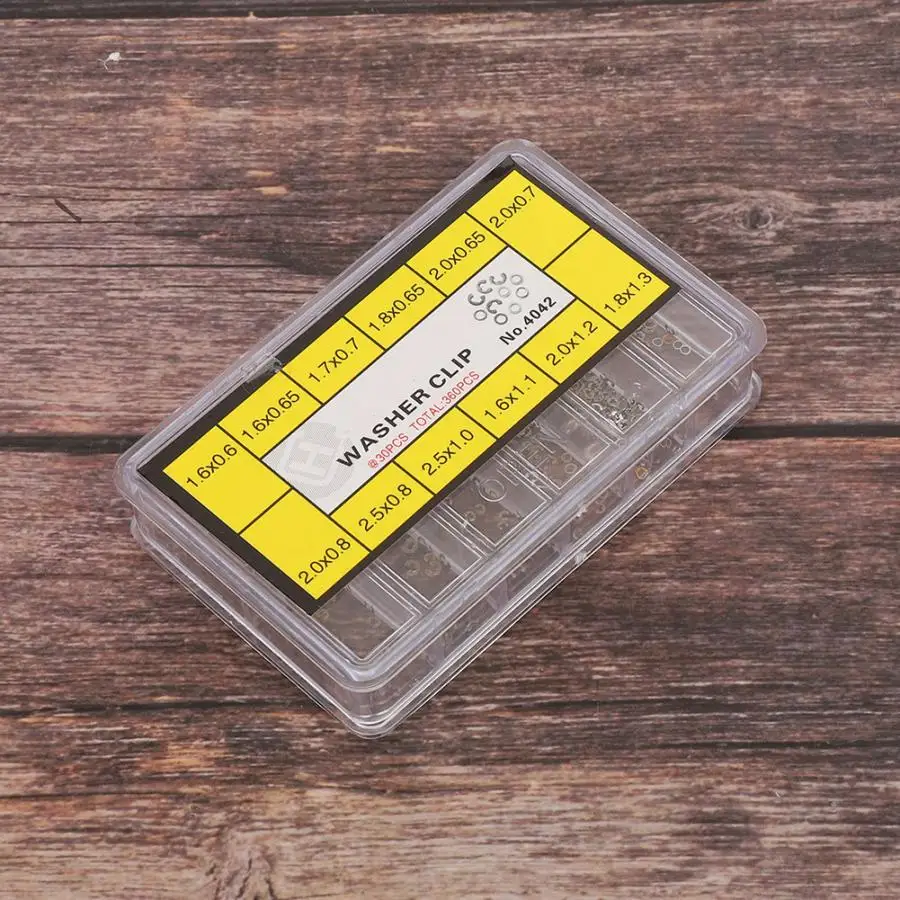 1.6x0.6
1.6x0.65
1.7x0.7
1.8x0.65
2.0x0.65
2.0x0.7
WASHER CLIP
No.4042
@30PCS TOTAL:360PCS
2.0x0.8
2.5x0.8
2.5x1.0
1.6x1.1
2.0x1.2
1.8x1.3